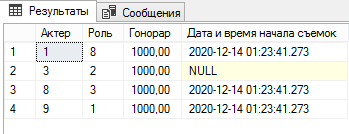 Результаты Сообщения
Актер Роль Гонорар Дата и время начала съемок
1 1 8 1000,00 2020-12-14 01:23:41.273
2 3 2 1000,00 NULL
3 8 3 1000,00 2020-12-14 01:23:41.273
4 9 1 1000,00 2020-12-14 01:23:41.273